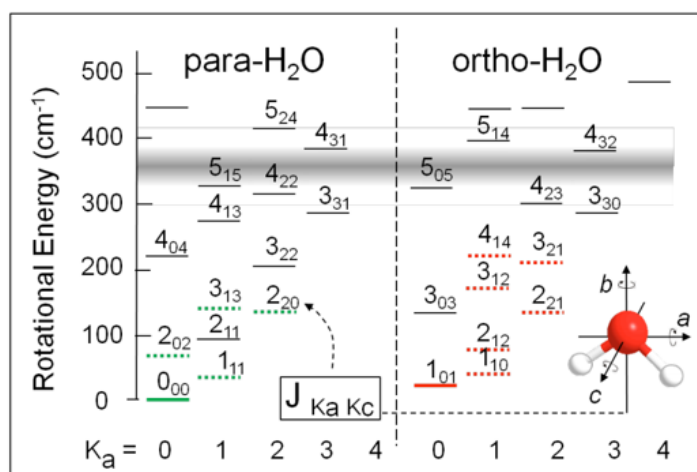 para-H₂O ortho-H₂O
Rotational Energy (cm⁻¹)
500
400
300
200
100
0
5₂₄
4₃₁
5₁₅ 4₂₂
4₁₃ 3₃₁
4₀₄ 3₂₂
3₁₃ 2₂₀
2₀₂ 2₁₁
1₁₁
0₀₀
5₁₄ 4₃₂
5₀₅ 4₂₃ 3₃₀
4₁₄ 3₂₁
3₁₂
3₀₃ 2₂₁
2₁₂
1₁₀
1₀₁
b
a
c
J Ka Kc
Kₐ = 0 1 2 3 4 0 1 2 3 4